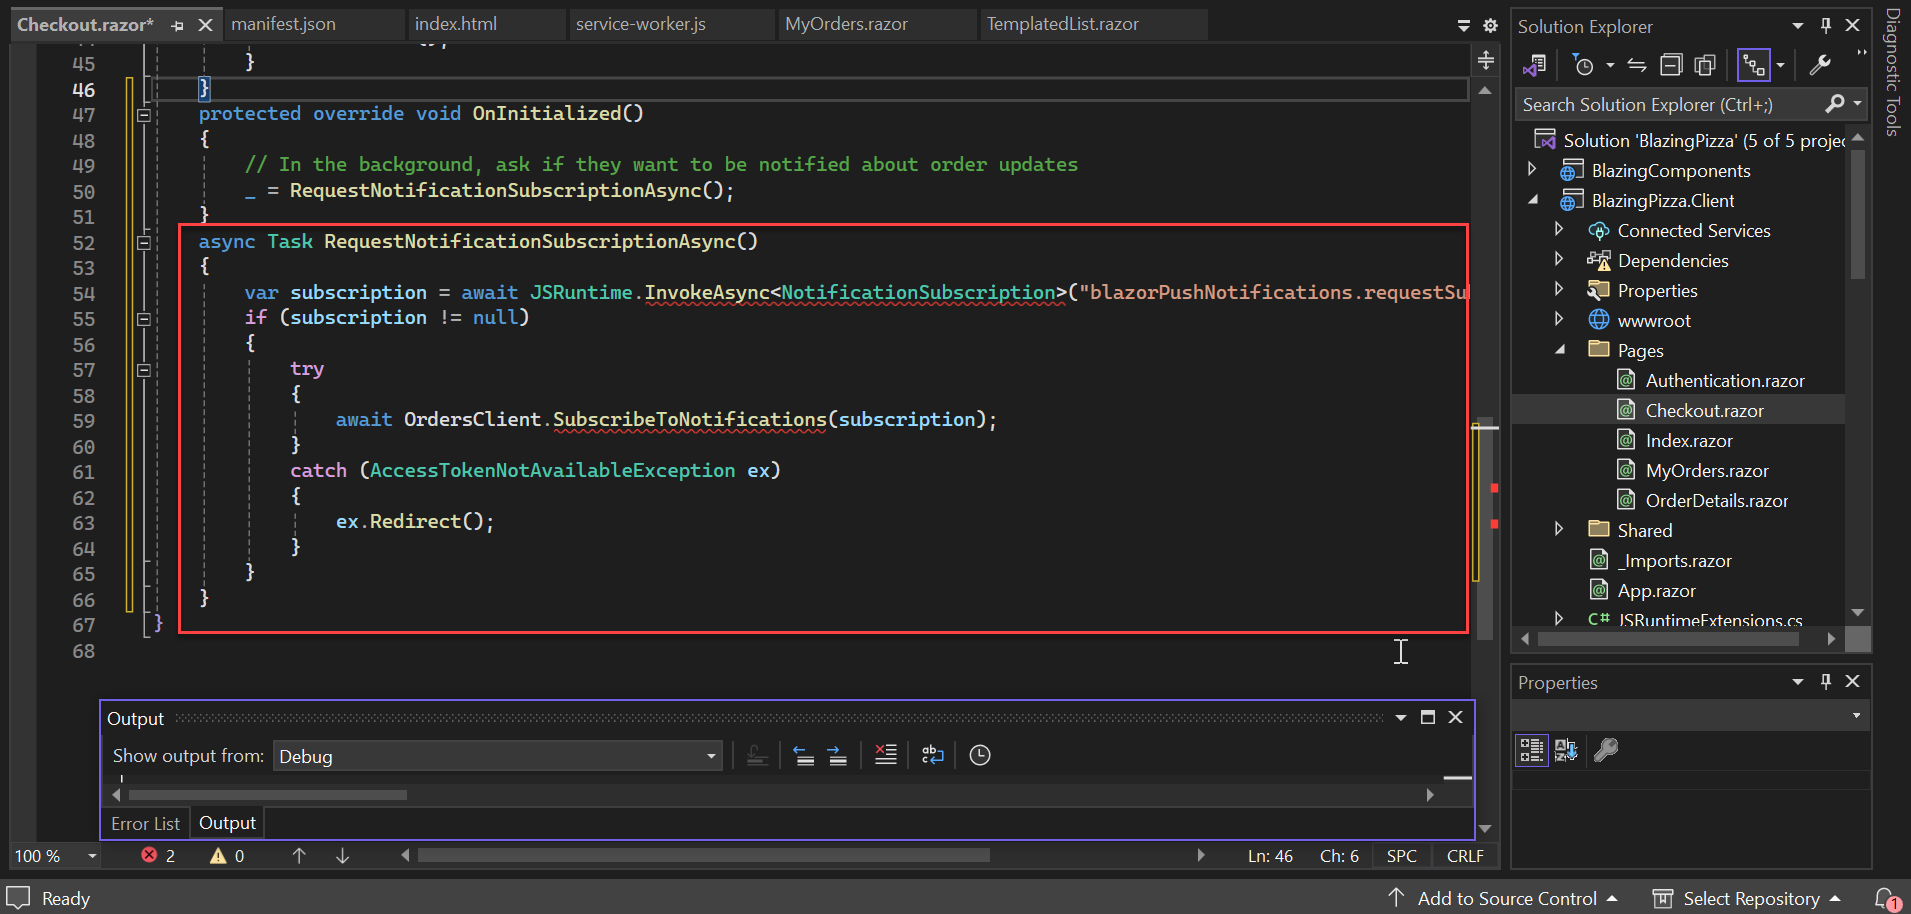 Checkout.razor*
manifest.json
index.html
service-worker.js
MyOrders.razor
TemplatedList.razor
45 }
46 }
47 protected override void OnInitialized()
48 {
49 // In the background, ask if they want to be notified about order updates
50 _ = RequestNotificationSubscriptionAsync();
51 }
52 async Task RequestNotificationSubscriptionAsync()
53 {
54 var subscription = await JSRuntime.InvokeAsync<NotificationSubscription>("blazorPushNotifications.requestSu
55 if (subscription != null)
56 {
57 try
58 {
59 await OrdersClient.SubscribeToNotifications(subscription);
60 }
61 catch (AccessTokenNotAvailableException ex)
62 {
63 ex.Redirect();
64 }
65 }
66 }
67 }
68
Output
Show output from: Debug
Error List
Output
100 %
2
0
Ln: 46
Ch: 6
SPC
CRLF
Solution Explorer
Search Solution Explorer (Ctrl+;)
Solution 'BlazingPizza' (5 of 5 projec
BlazingComponents
BlazingPizza.Client
Connected Services
Dependencies
Properties
wwwroot
Pages
Authentication.razor
Checkout.razor
Index.razor
MyOrders.razor
OrderDetails.razor
Shared
_Imports.razor
App.razor
C# JSRuntimeExtensions.cs
Properties
Diagnostic Tools
Ready
Add to Source Control
Select Repository
1